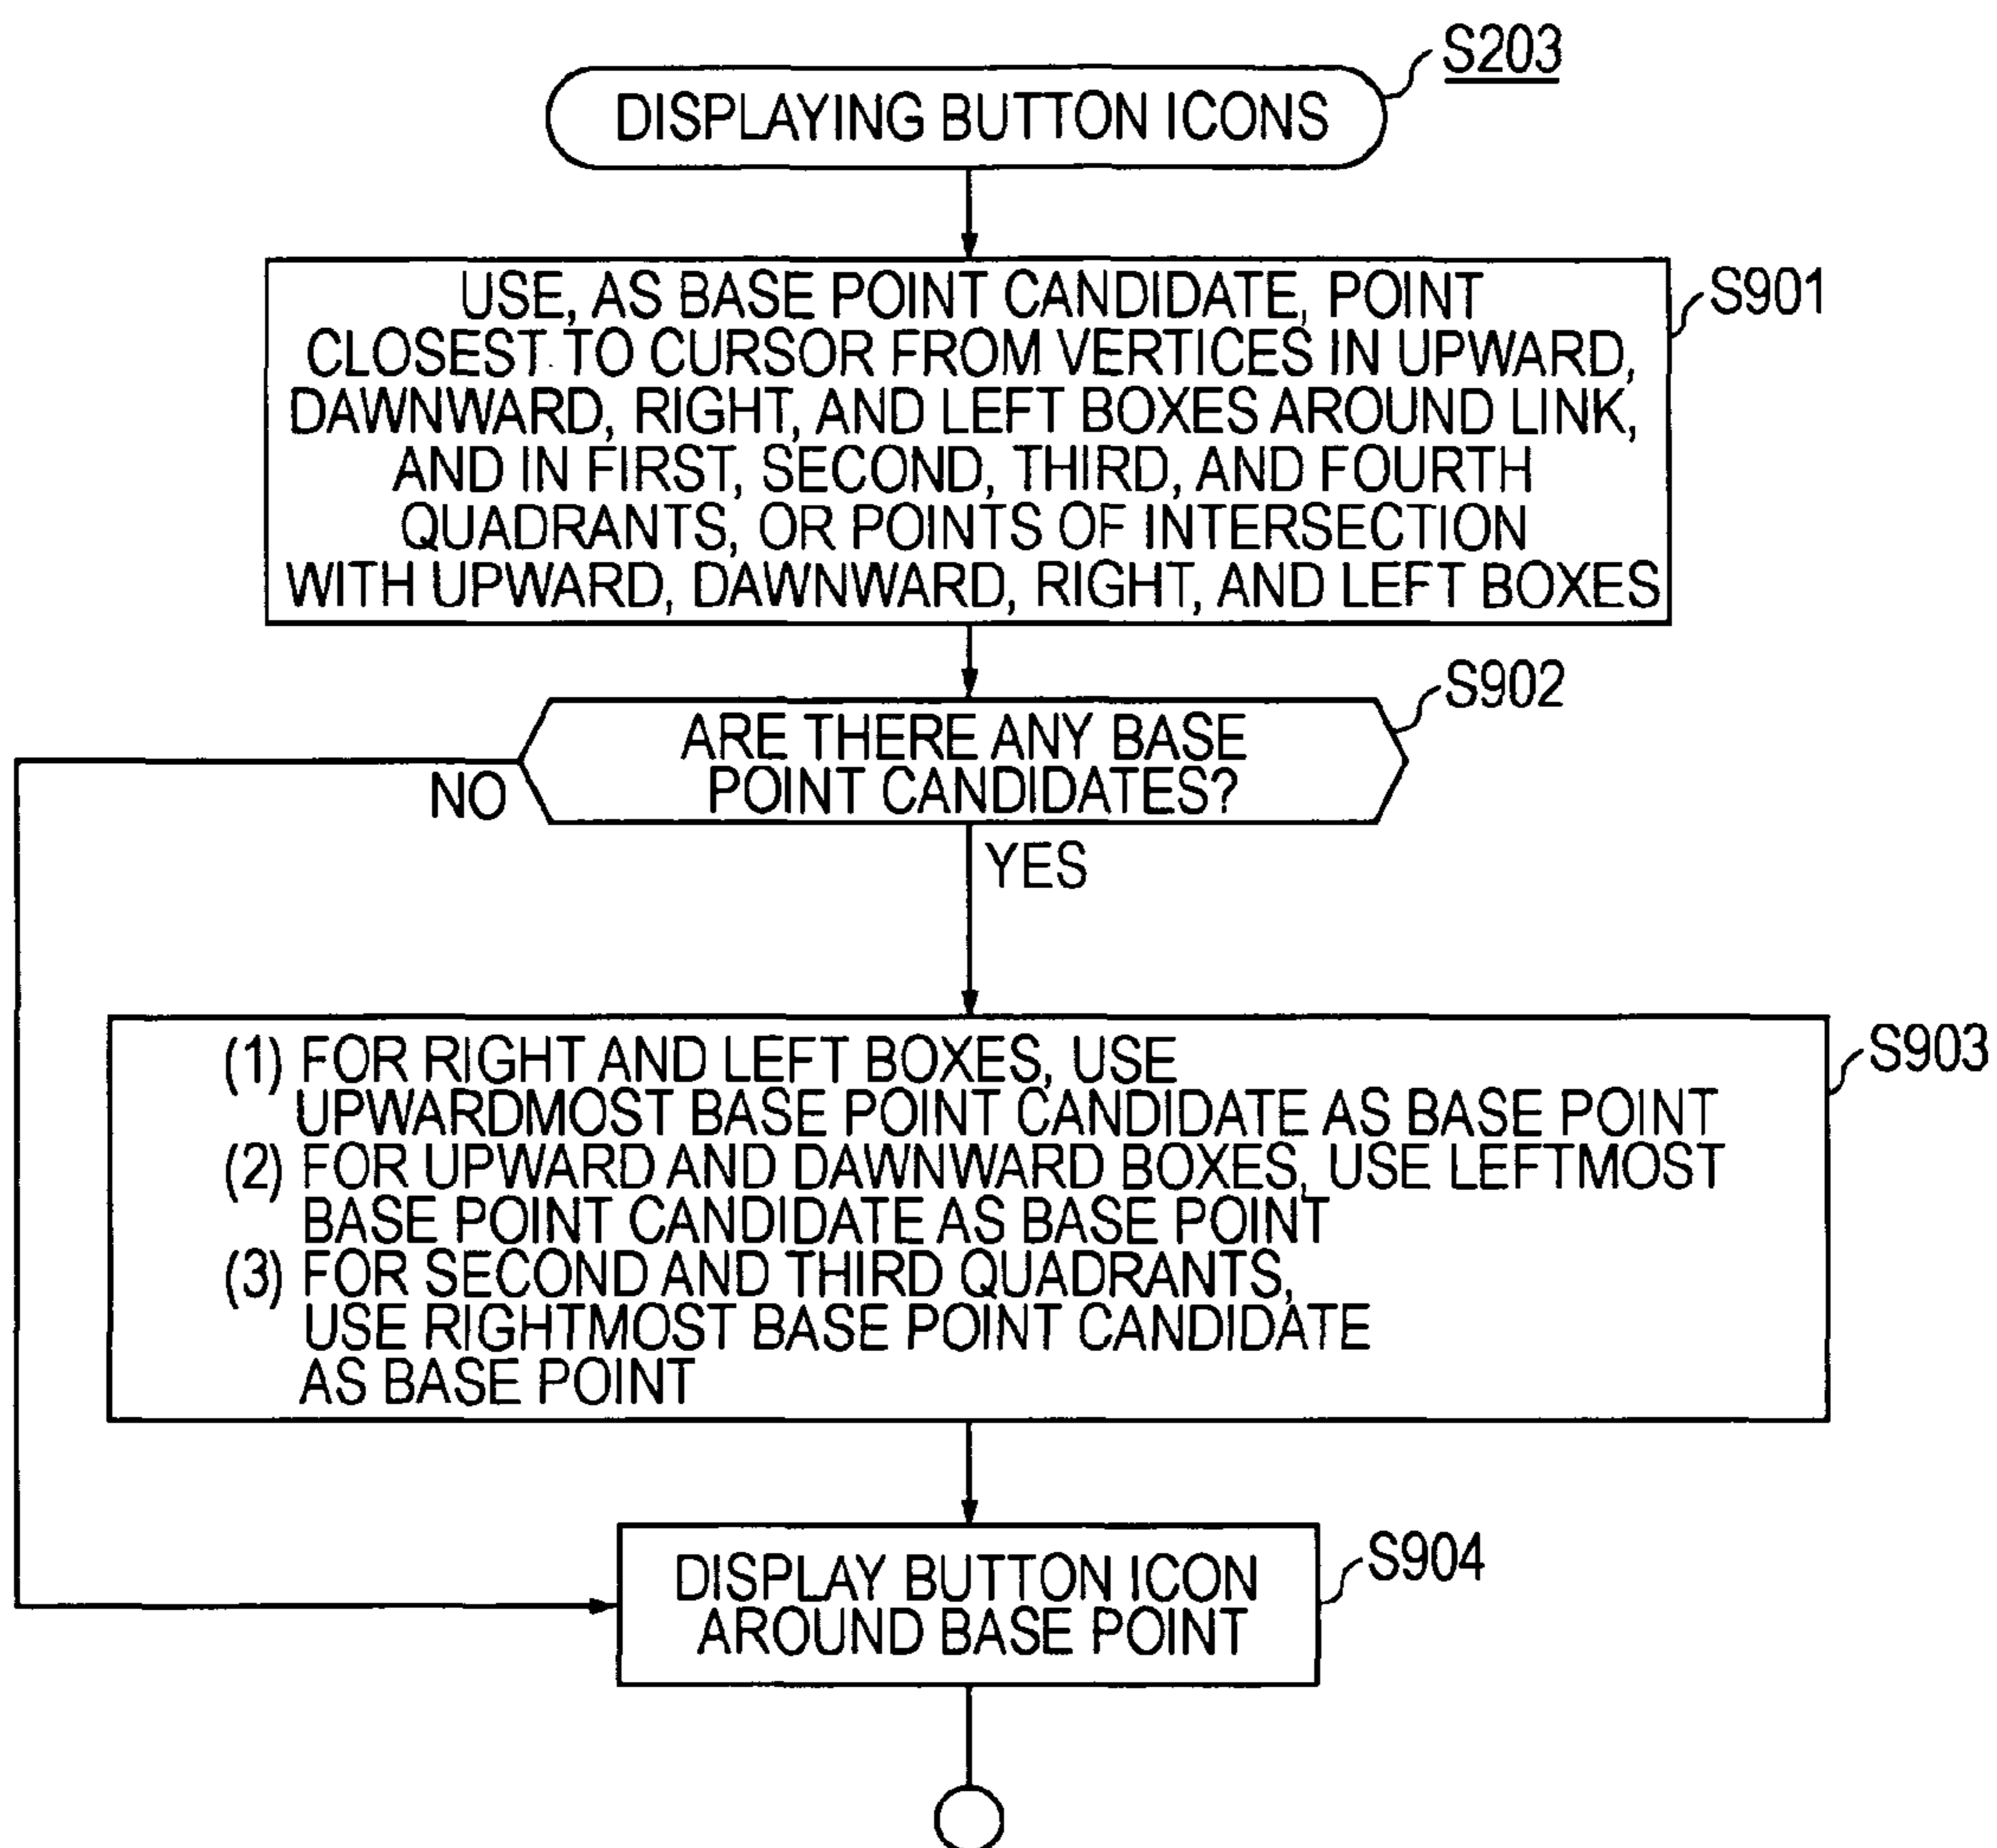 S203
DISPLAYING BUTTON ICONS
S901
USE, AS BASE POINT CANDIDATE, POINT
CLOSEST TO CURSOR FROM VERTICES IN UPWARD,
DAWNWARD, RIGHT, AND LEFT BOXES AROUND LINK,
AND IN FIRST, SECOND, THIRD, AND FOURTH
QUADRANTS, OR POINTS OF INTERSECTION
WITH UPWARD, DAWNWARD, RIGHT, AND LEFT BOXES
S902
ARE THERE ANY BASE
POINT CANDIDATES?
NO
YES
S903
(1) FOR RIGHT AND LEFT BOXES, USE
UPWARDMOST BASE POINT CANDIDATE AS BASE POINT
(2) FOR UPWARD AND DAWNWARD BOXES, USE LEFTMOST
BASE POINT CANDIDATE AS BASE POINT
(3) FOR SECOND AND THIRD QUADRANTS,
USE RIGHTMOST BASE POINT CANDIDATE
AS BASE POINT
S904
DISPLAY BUTTON ICON
AROUND BASE POINT